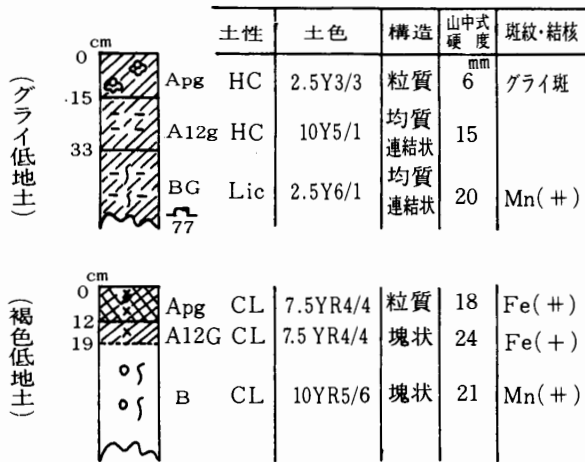 土性 土色 構造 山中式硬度 斑紋・結核
cm mm
0 Apg HC 2.5Y3/3 粒質 6 グライ斑
15
A12g HC 10Y5/1 均質連結状 15
33
BG Lic 2.5Y6/1 均質連結状 20 Mn(⧺)
77
(グライ低地土)
cm
0 Apg CL 7.5YR4/4 粒質 18 Fe(⧺)
12
A12G CL 7.5YR4/4 塊状 24 Fe(+)
19
B CL 10YR5/6 塊状 21 Mn(⧺)
(褐色低地土)